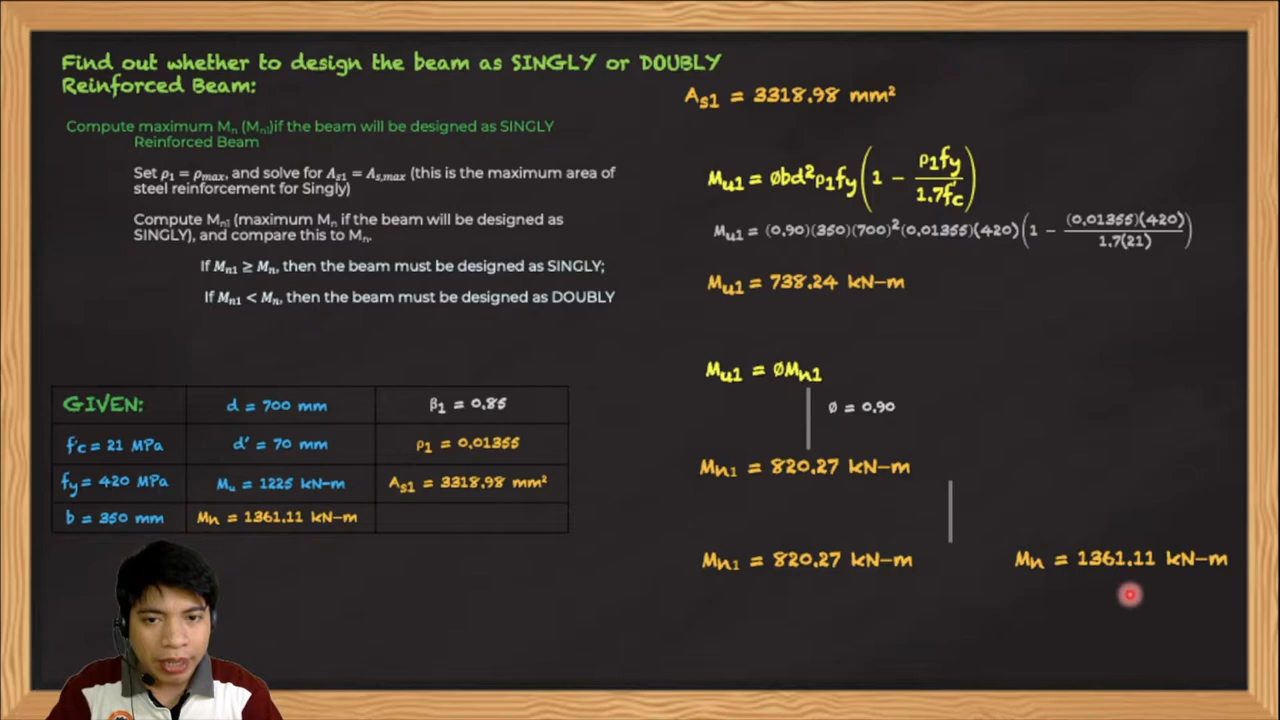 Find out whether to design the beam as SINGLY or DOUBLY
Reinforced Beam:
Compute maximum Mₙ (Mₙ₁)if the beam will be designed as SINGLY
Reinforced Beam
Set ρ₁ = ρmax, and solve for As1 = As,max (this is the maximum area of
steel reinforcement for Singly)
Compute Mn1 (maximum Mn if the beam will be designed as
SINGLY), and compare this to Mn.
If Mn1 ≥ Mn, then the beam must be designed as SINGLY;
If Mn1 < Mn, then the beam must be designed as DOUBLY
GIVEN: d = 700 mm β₁ = 0.85
f'c = 21 MPa d' = 70 mm ρ₁ = 0.01355
fy = 420 MPa Mu = 1225 kN-m As1 = 3318.98 mm²
b = 350 mm Mn = 1361.11 kN-m
As1 = 3318.98 mm²
Mu1 = Øbd²ρ₁fy(1 - ρ₁fy/1.7f'c)
Mu1 = (0.90)(350)(700)²(0.01355)(420)(1 - (0.01355)(420)/1.7(21))
Mu1 = 738.24 kN-m
Mu1 = ØMn1
Ø = 0.90
Mn1 = 820.27 kN-m
Mn1 = 820.27 kN-m Mn = 1361.11 kN-m